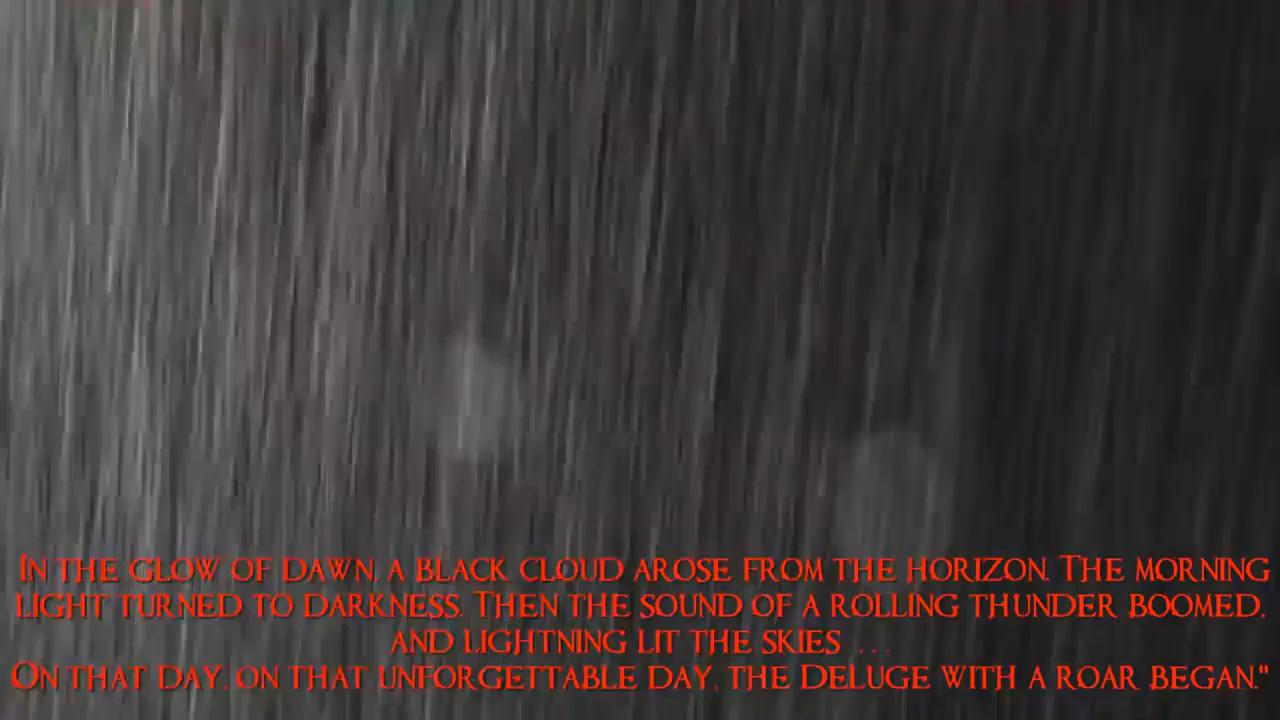 In the glow of dawn, a black cloud arose from the horizon. The morning
light turned to darkness. Then the sound of a rolling thunder boomed,
and lightning lit the skies ...
On that day, on that unforgettable day, the Deluge with a roar began."